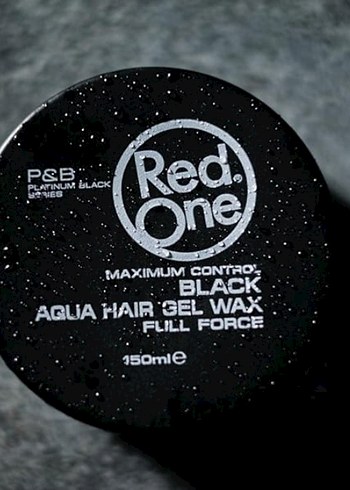 P&B
PLATINUM BLACK
SERIES
Red
One
MAXIMUM CONTROL
BLACK
AQUA HAIR GEL WAX
FULL FORCE
150ml e